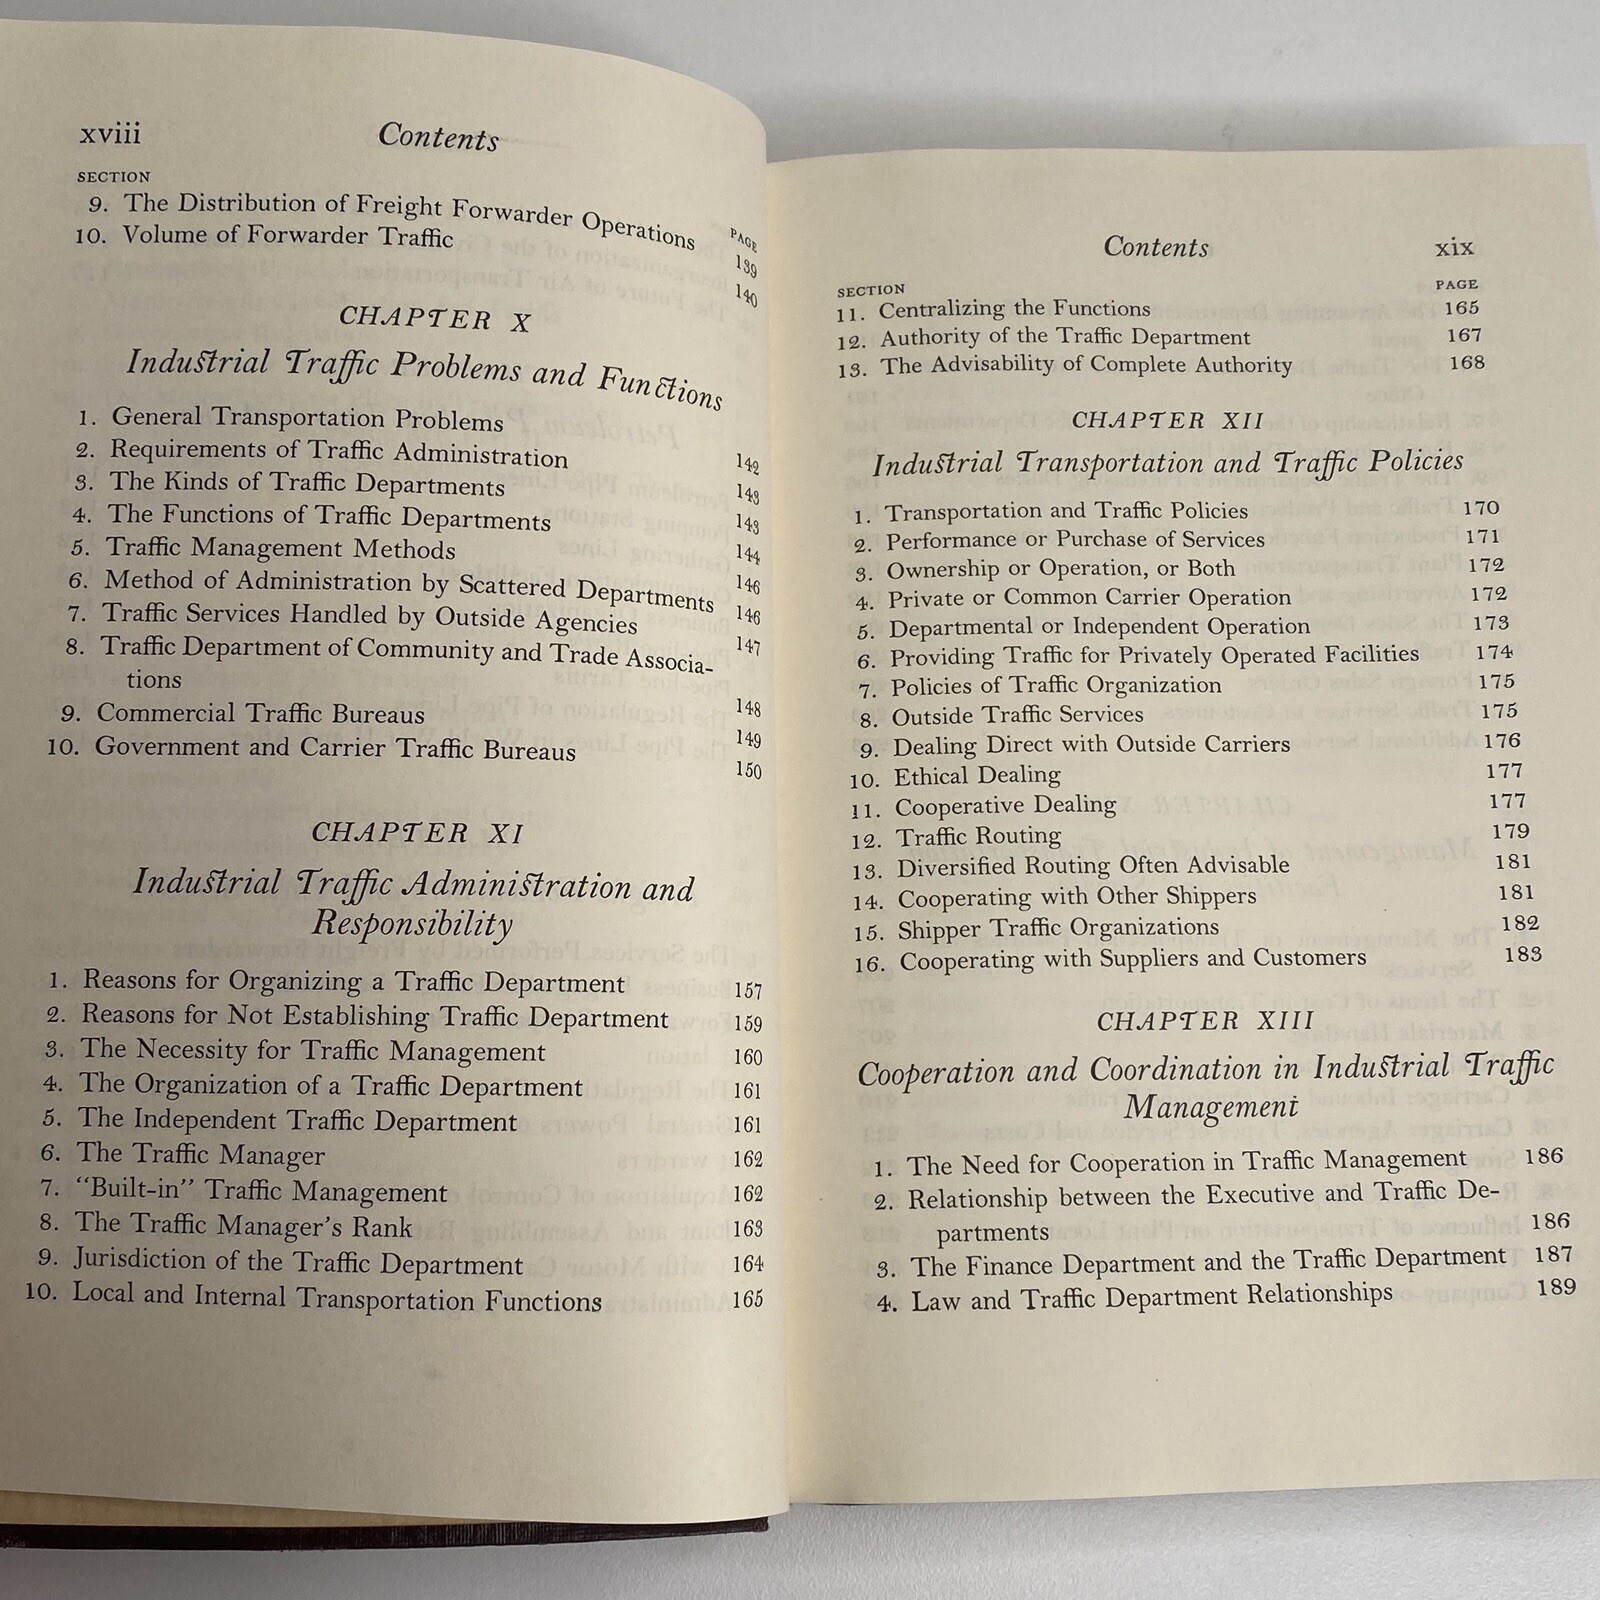 xviii Contents
SECTION PAGE
9. The Distribution of Freight Forwarder Operations 139
10. Volume of Forwarder Traffic 140
CHAPTER X
Industrial Traffic Problems and Functions
1. General Transportation Problems 142
2. Requirements of Traffic Administration 143
3. The Kinds of Traffic Departments 143
4. The Functions of Traffic Departments 144
5. Traffic Management Methods 146
6. Method of Administration by Scattered Departments 146
7. Traffic Services Handled by Outside Agencies 147
8. Traffic Department of Community and Trade Associa-
tions 148
9. Commercial Traffic Bureaus 149
10. Government and Carrier Traffic Bureaus 150
CHAPTER XI
Industrial Traffic Administration and
Responsibility
1. Reasons for Organizing a Traffic Department 157
2. Reasons for Not Establishing Traffic Department 159
3. The Necessity for Traffic Management 160
4. The Organization of a Traffic Department 161
5. The Independent Traffic Department 161
6. The Traffic Manager 162
7. “Built-in” Traffic Management 162
8. The Traffic Manager’s Rank 163
9. Jurisdiction of the Traffic Department 164
10. Local and Internal Transportation Functions 165
Contents xix
SECTION PAGE
11. Centralizing the Functions 165
12. Authority of the Traffic Department 167
13. The Advisability of Complete Authority 168
CHAPTER XII
Industrial Transportation and Traffic Policies
1. Transportation and Traffic Policies 170
2. Performance or Purchase of Services 171
3. Ownership or Operation, or Both 172
4. Private or Common Carrier Operation 172
5. Departmental or Independent Operation 173
6. Providing Traffic for Privately Operated Facilities 174
7. Policies of Traffic Organization 175
8. Outside Traffic Services 175
9. Dealing Direct with Outside Carriers 176
10. Ethical Dealing 177
11. Cooperative Dealing 177
12. Traffic Routing 179
13. Diversified Routing Often Advisable 181
14. Cooperating with Other Shippers 181
15. Shipper Traffic Organizations 182
16. Cooperating with Suppliers and Customers 183
CHAPTER XIII
Cooperation and Coordination in Industrial Traffic
Management
1. The Need for Cooperation in Traffic Management 186
2. Relationship between the Executive and Traffic De-
partments 186
3. The Finance Department and the Traffic Department 187
4. Law and Traffic Department Relationships 189